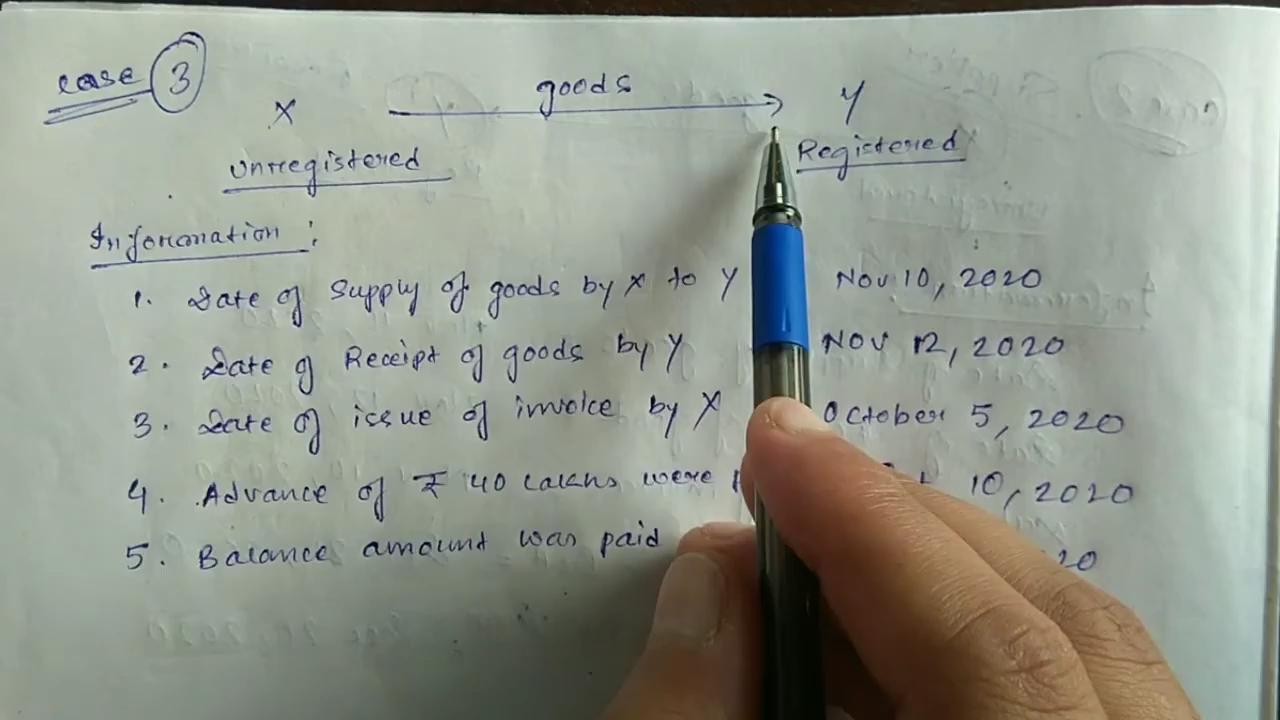 case 3
X goods Y
unregistered Registered
Information :
1. Date of supply of goods by X to Y Nov 10, 2020
2. Date of Receipt of goods by Y NOV 12, 2020
3. Date of issue of invoice by X October 5, 2020
4. Advance of ₹ 40 Lakhs were 10, 2020
5. Balance amount was paid 20